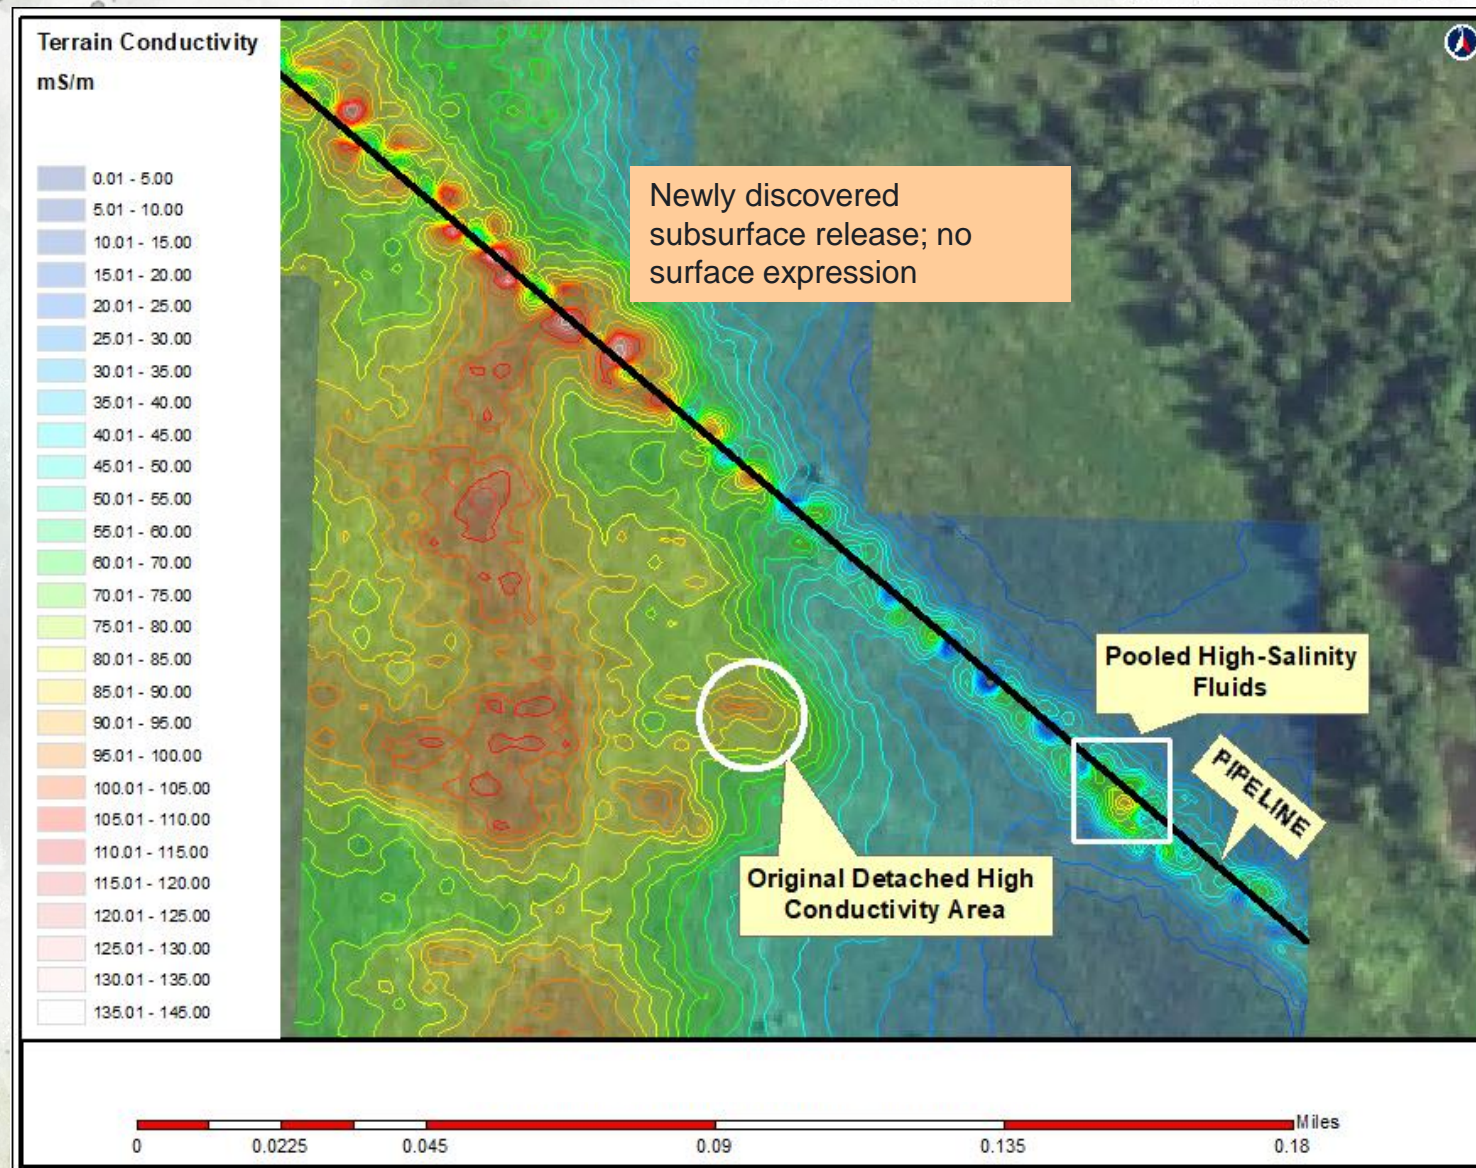 Terrain Conductivity
mS/m
0.01 - 5.00
5.01 - 10.00
10.01 - 15.00
15.01 - 20.00
20.01 - 25.00
25.01 - 30.00
30.01 - 35.00
35.01 - 40.00
40.01 - 45.00
45.01 - 50.00
50.01 - 55.00
55.01 - 60.00
60.01 - 70.00
70.01 - 75.00
75.01 - 80.00
80.01 - 85.00
85.01 - 90.00
90.01 - 95.00
95.01 - 100.00
100.01 - 105.00
105.01 - 110.00
110.01 - 115.00
115.01 - 120.00
120.01 - 125.00
125.01 - 130.00
130.01 - 135.00
135.01 - 145.00
Newly discovered
subsurface release; no
surface expression
Pooled High-Salinity
Fluids
PIPELINE
Original Detached High
Conductivity Area
Miles
0 0.0225 0.045 0.09 0.135 0.18